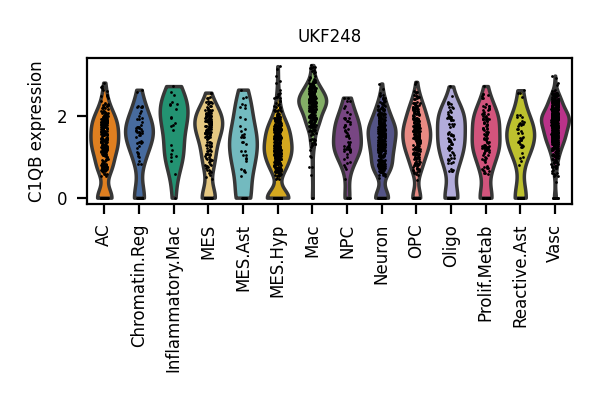 UKF248
C1QB expression
2
0
AC
Chromatin.Reg
Inflammatory.Mac
MES
MES.Ast
MES.Hyp
Mac
NPC
Neuron
OPC
Oligo
Prolif.Metab
Reactive.Ast
Vasc